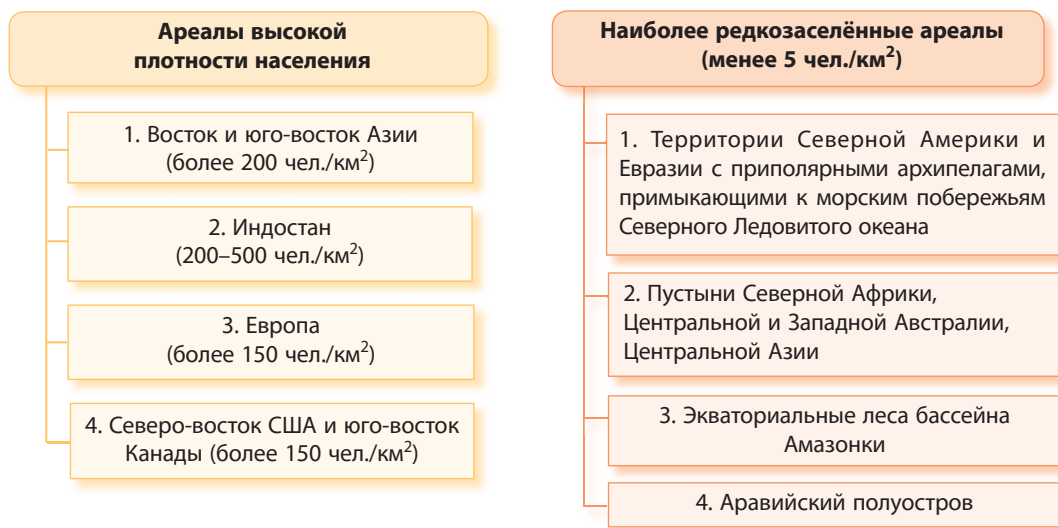 Ареалы высокой
плотности населения
1. Восток и юго-восток Азии
(более 200 чел./км²)
2. Индостан
(200–500 чел./км²)
3. Европа
(более 150 чел./км²)
4. Северо-восток США и юго-восток
Канады (более 150 чел./км²)
Наиболее редкозаселённые ареалы
(менее 5 чел./км²)
1. Территории Северной Америки и
Евразии с приполярными архипелагами,
примыкающими к морским побережьям
Северного Ледовитого океана
2. Пустыни Северной Африки,
Центральной и Западной Австралии,
Центральной Азии
3. Экваториальные леса бассейна
Амазонки
4. Аравийский полуостров